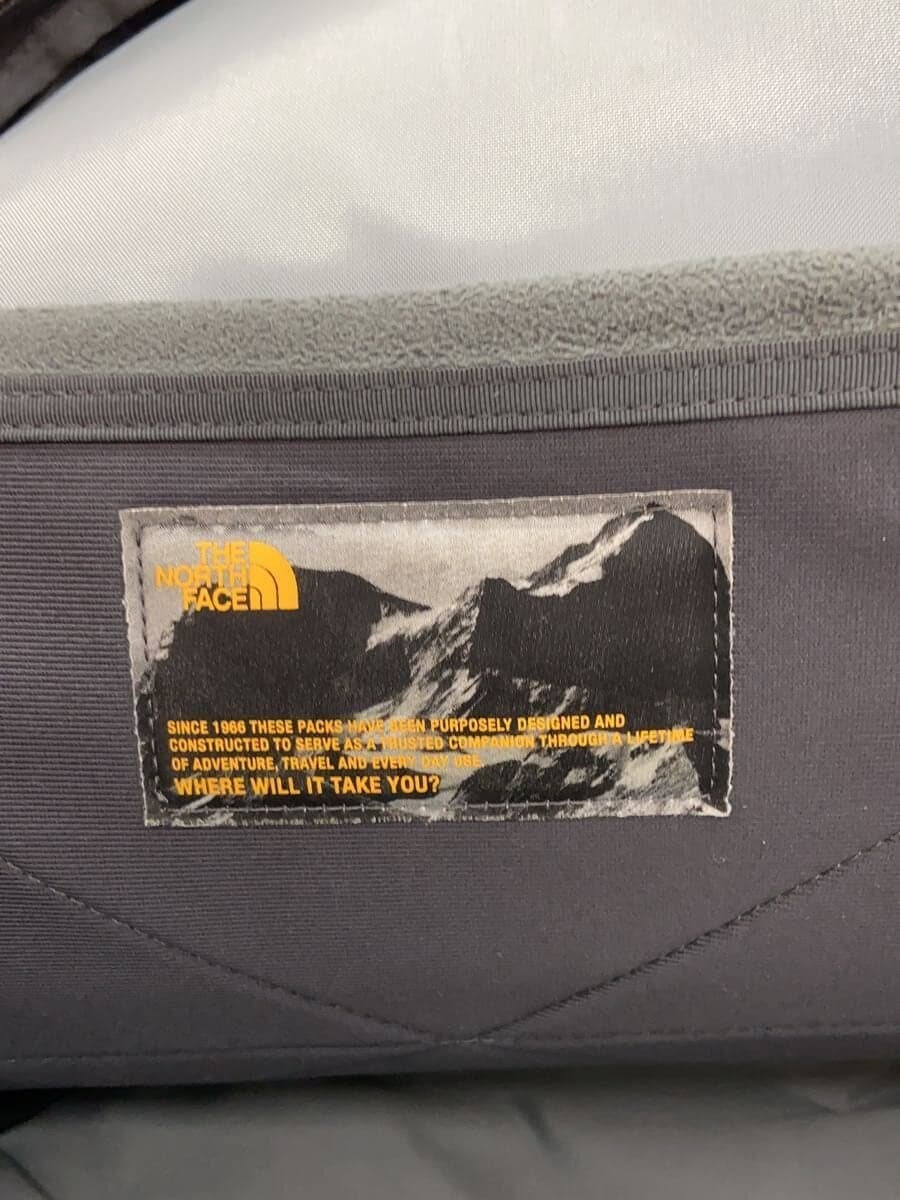 THE
NORTH
FACE
SINCE 1966 THESE PACKS HAVE BEEN PURPOSELY DESIGNED AND
CONSTRUCTED TO SERVE AS A TRUSTED COMPANION THROUGH A LIFETIME
OF ADVENTURE, TRAVEL AND EVERY DAY USE.
WHERE WILL IT TAKE YOU?